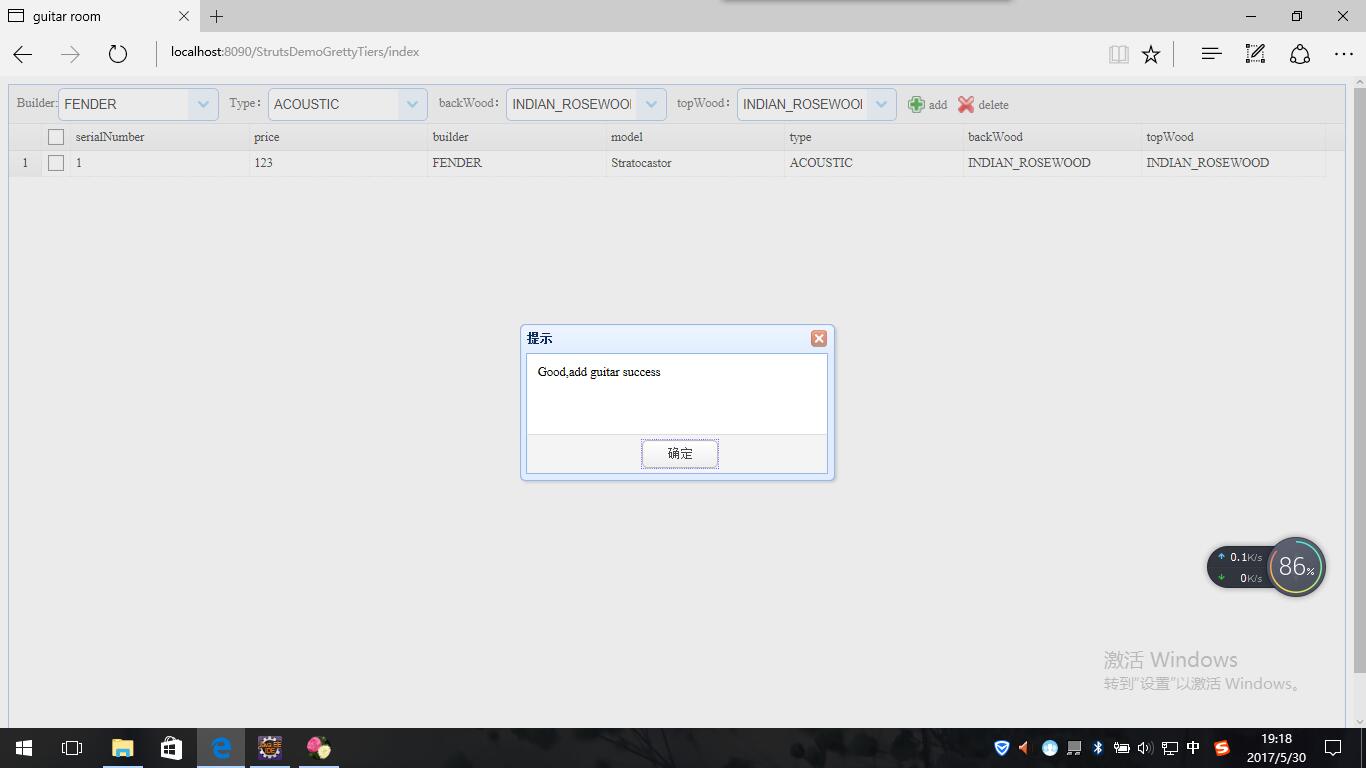 guitar room
localhost:8090/StrutsDemoGrettyTiers/index
Builder: FENDER Type: ACOUSTIC backWood: INDIAN_ROSEWOO topWood: INDIAN_ROSEWOO add delete
serialNumber price builder model type backWood topWood
1 1 123 FENDER Stratocastor ACOUSTIC INDIAN_ROSEWOOD INDIAN_ROSEWOOD
提示
Good,add guitar success
确定
0.1K/s
0K/s
86%
激活 Windows
转到"设置"以激活 Windows。
中
19:18
2017/5/30